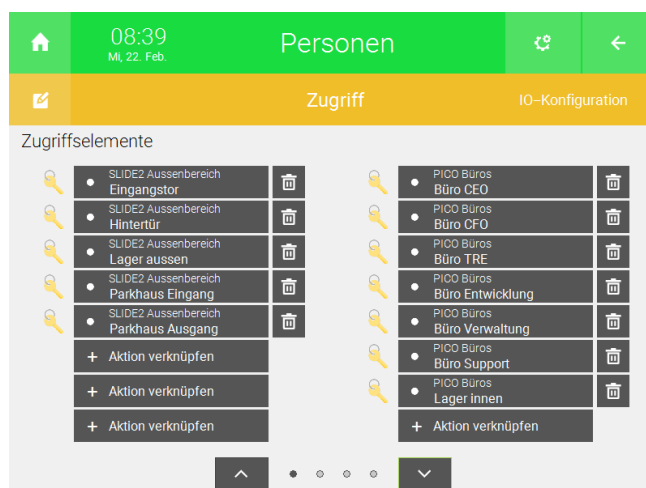 08:39
Mi, 22. Feb.
Personen
Zugriff
IO-Konfiguration
Zugriffselemente
SLIDE2 Aussenbereich
Eingangstor
SLIDE2 Aussenbereich
Hintertür
SLIDE2 Aussenbereich
Lager aussen
SLIDE2 Aussenbereich
Parkhaus Eingang
SLIDE2 Aussenbereich
Parkhaus Ausgang
+ Aktion verknüpfen
+ Aktion verknüpfen
+ Aktion verknüpfen
PICO Büros
Büro CEO
PICO Büros
Büro CFO
PICO Büros
Büro TRE
PICO Büros
Büro Entwicklung
PICO Büros
Büro Verwaltung
PICO Büros
Büro Support
PICO Büros
Lager innen
+ Aktion verknüpfen